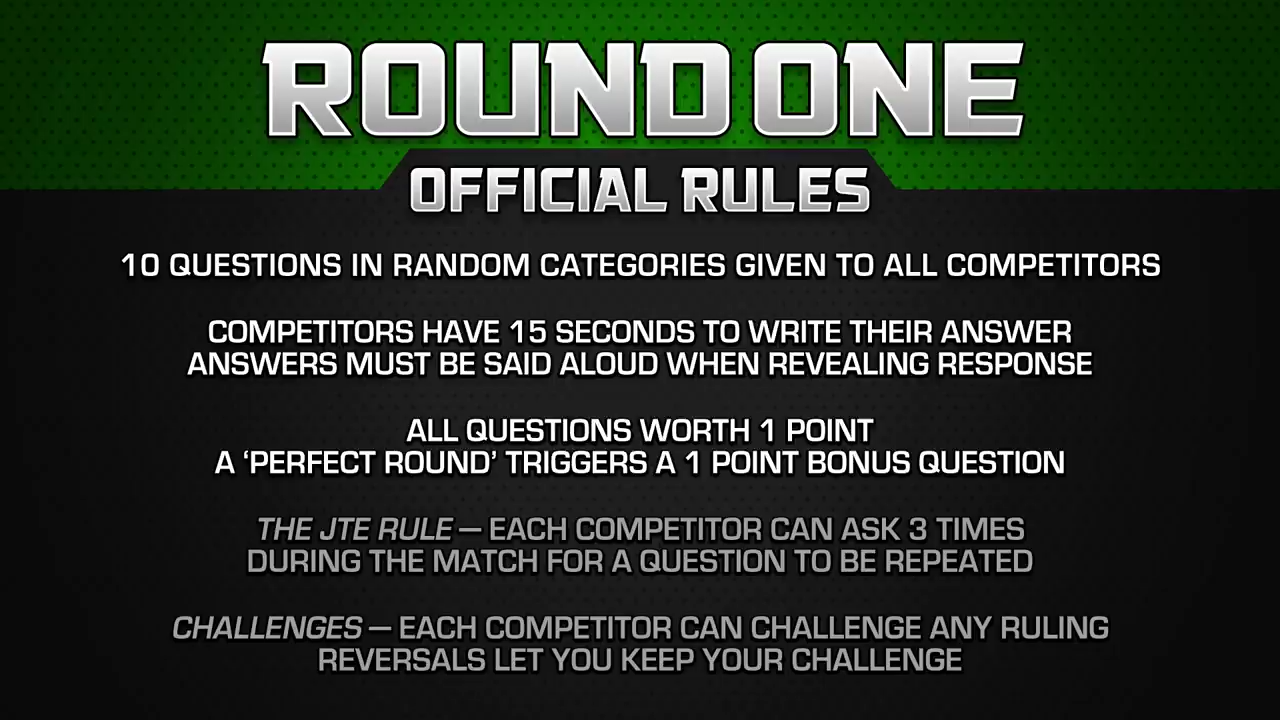 ROUND ONE
OFFICIAL RULES
10 QUESTIONS IN RANDOM CATEGORIES GIVEN TO ALL COMPETITORS
COMPETITORS HAVE 15 SECONDS TO WRITE THEIR ANSWER
ANSWERS MUST BE SAID ALOUD WHEN REVEALING RESPONSE
ALL QUESTIONS WORTH 1 POINT
A ‘PERFECT ROUND’ TRIGGERS A 1 POINT BONUS QUESTION
THE JTE RULE – EACH COMPETITOR CAN ASK 3 TIMES
DURING THE MATCH FOR A QUESTION TO BE REPEATED
CHALLENGES – EACH COMPETITOR CAN CHALLENGE ANY RULING
REVERSALS LET YOU KEEP YOUR CHALLENGE